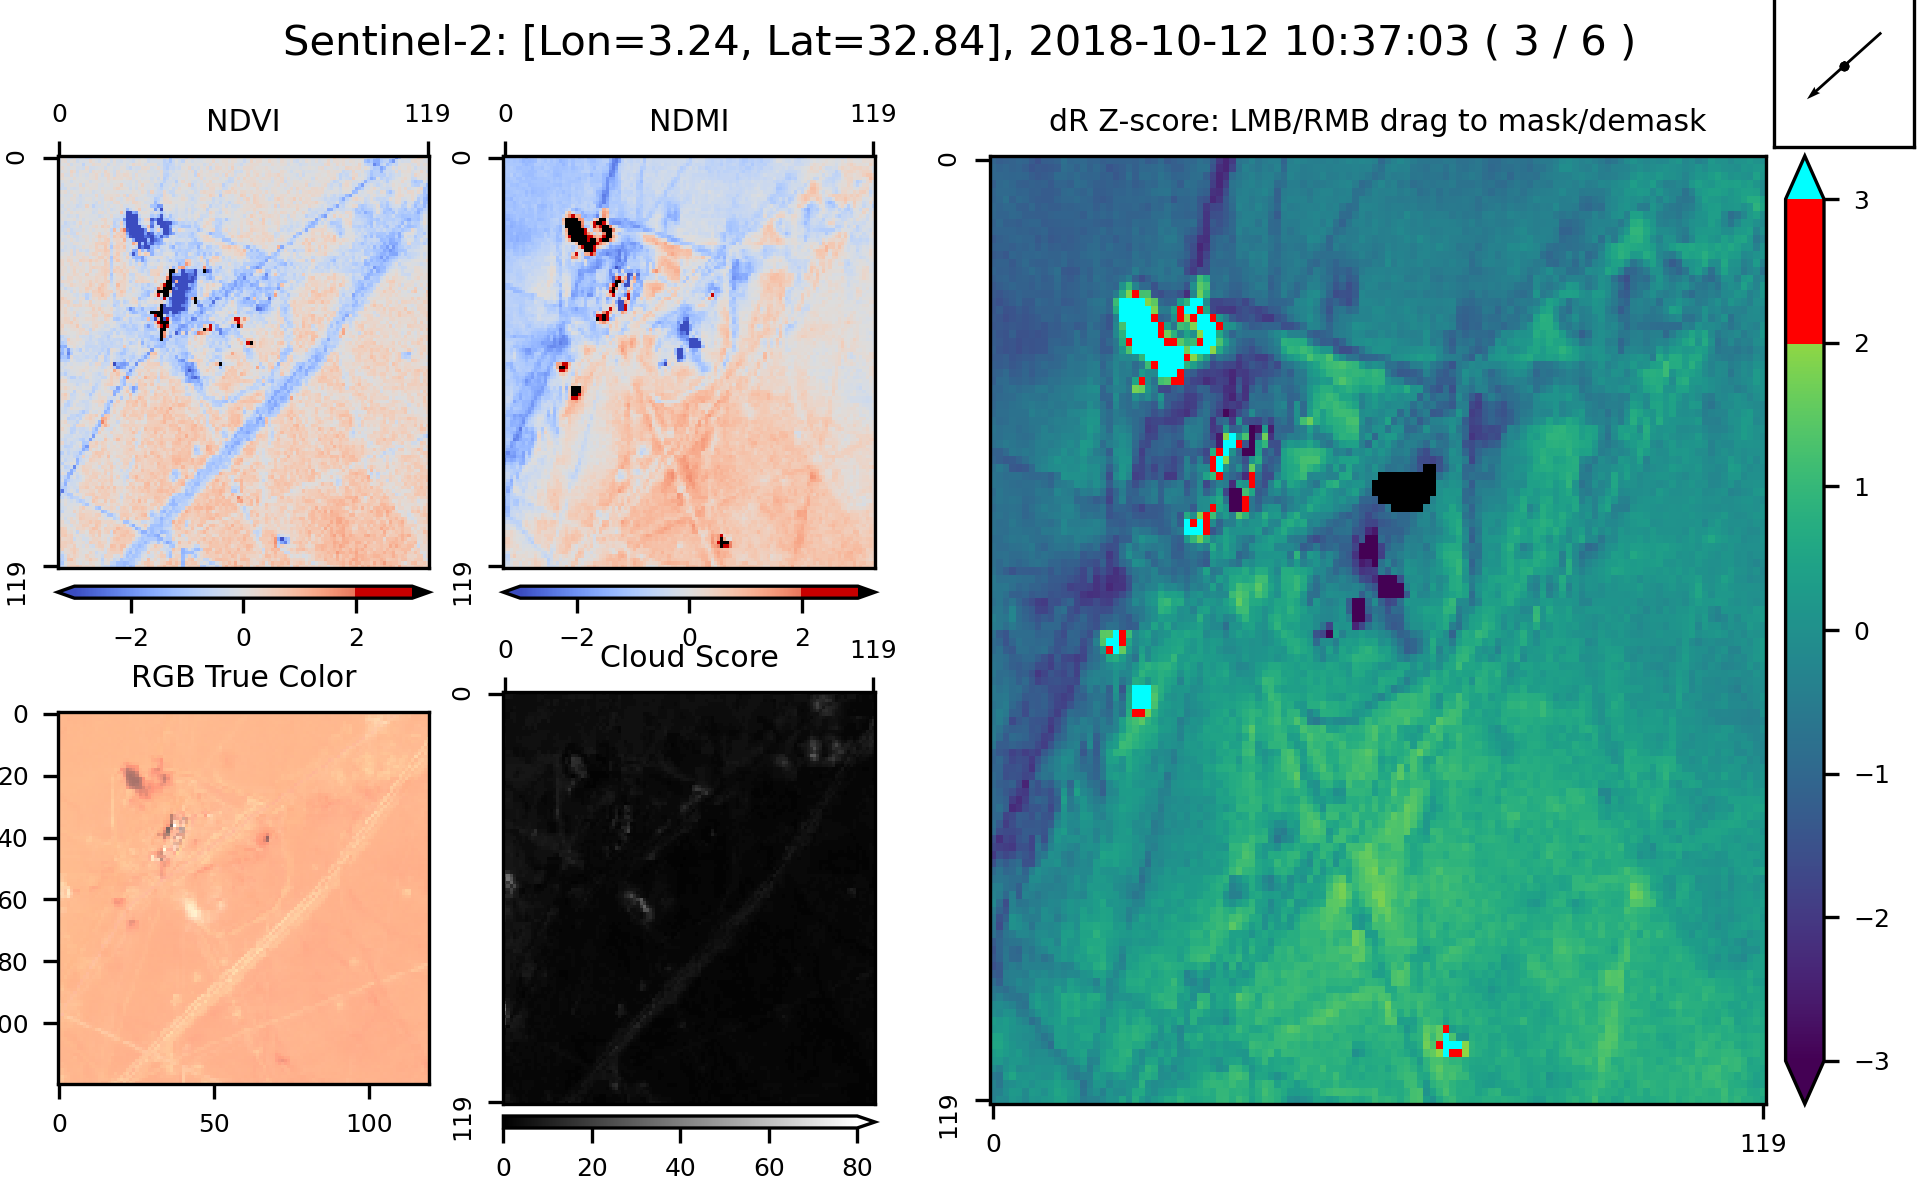 Sentinel-2: [Lon=3.24, Lat=32.84], 2018-10-12 10:37:03 ( 3 / 6 )
NDVI
0 119
0
119
−2 0 2
NDMI
0 119
0
119
−2 0 2
dR Z-score: LMB/RMB drag to mask/demask
0
119
0 119
3
2
1
0
−1
−2
−3
RGB True Color
0
20
40
60
80
00
0 50 100
Cloud Score
0 119
0
119
0 20 40 60 80